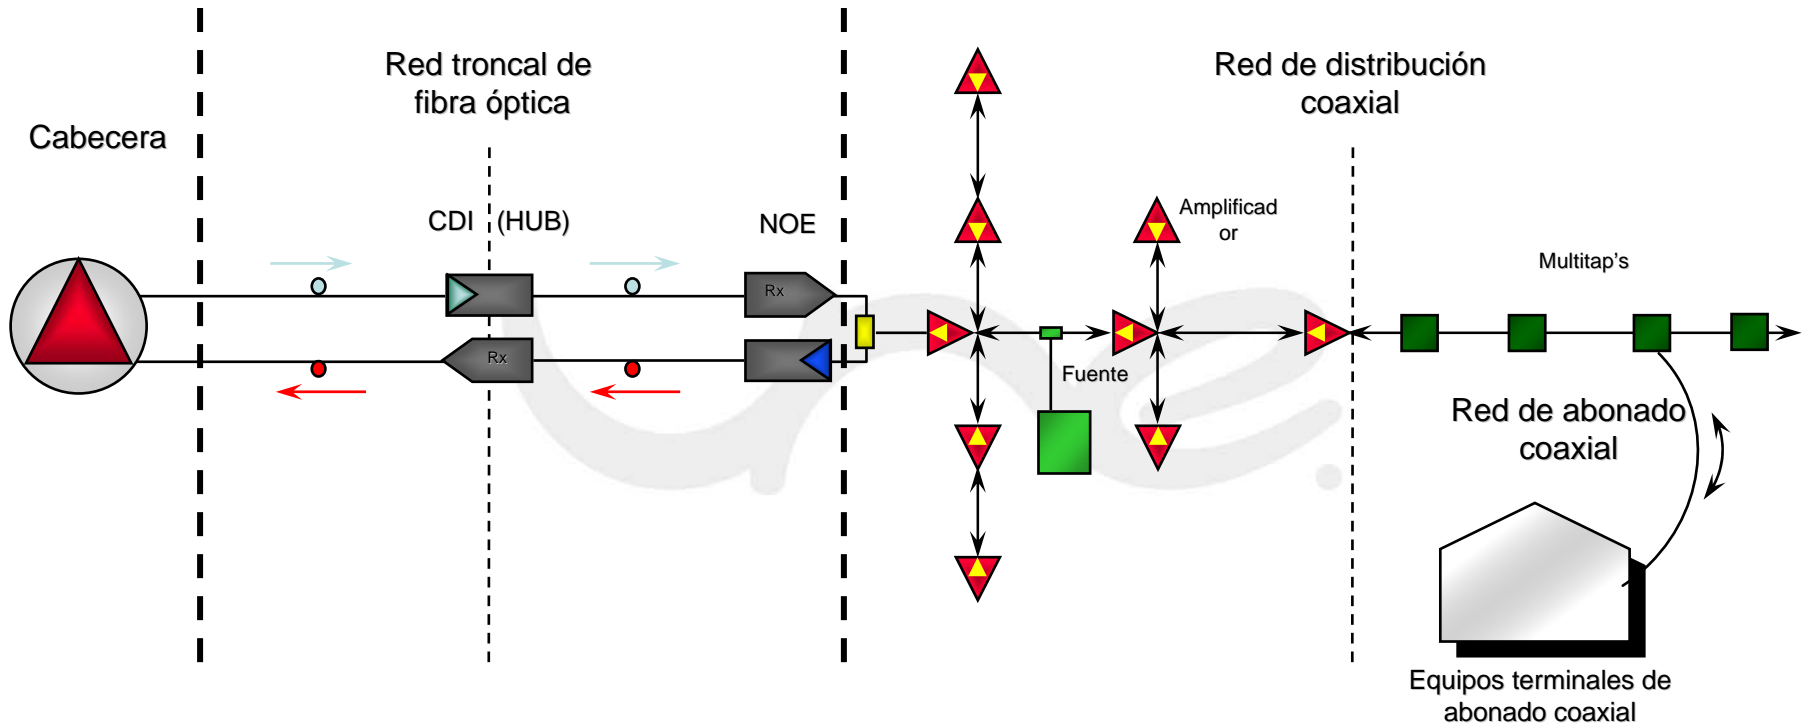 Cabecera
Red troncal de
fibra óptica
Red de distribución
coaxial
CDI
(HUB)
NOE
Amplificad
or
Multitap's
Rx
Rx
Fuente
Red de abonado
coaxial
Equipos terminales de
abonado coaxial
une.